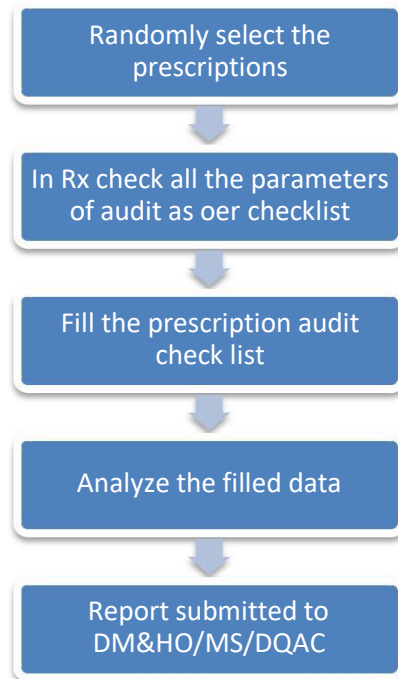 Randomly select the
prescriptions
In Rx check all the parameters
of audit as oer checklist
Fill the prescription audit
check list
Analyze the filled data
Report submitted to
DM&HO/MS/DQAC